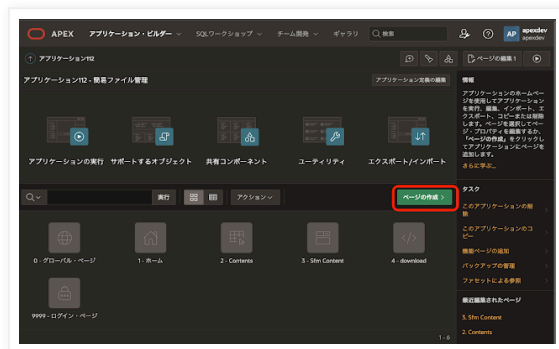 APEX アプリケーション・ビルダー SQLワークショップ チーム開発 ギャラリ 検索 AP apexdev
apexdev
アプリケーション112 ページの編集 1
アプリケーション112 - 簡易ファイル管理 アプリケーション定義の編集
アプリケーションの実行 サポートするオブジェクト 共有コンポーネント ユーティリティ エクスポート/インポート
実行 アクション ページの作成 >
0 - グローバル・ページ 1 - ホーム 2 - Contents 3 - Sfm Content 4 - download
9999 - ログイン・ページ
1 - 6
情報
アプリケーションのホームペー
ジを使用してアプリケーション
を実行、編集、インポート、エ
クスポート、コピーまたは削除
します。ページを選択してペー
ジ・プロパティを編集するか、
「ページの作成」をクリックし
てアプリケーションにページを
追加します。
さらに学ぶ...
タスク
このアプリケーションの削
除
このアプリケーションのコ
ピー
機能ページの追加
バックアップの管理
ファセットによる参照
最近編集されたページ
3. Sfm Content
2. Contents